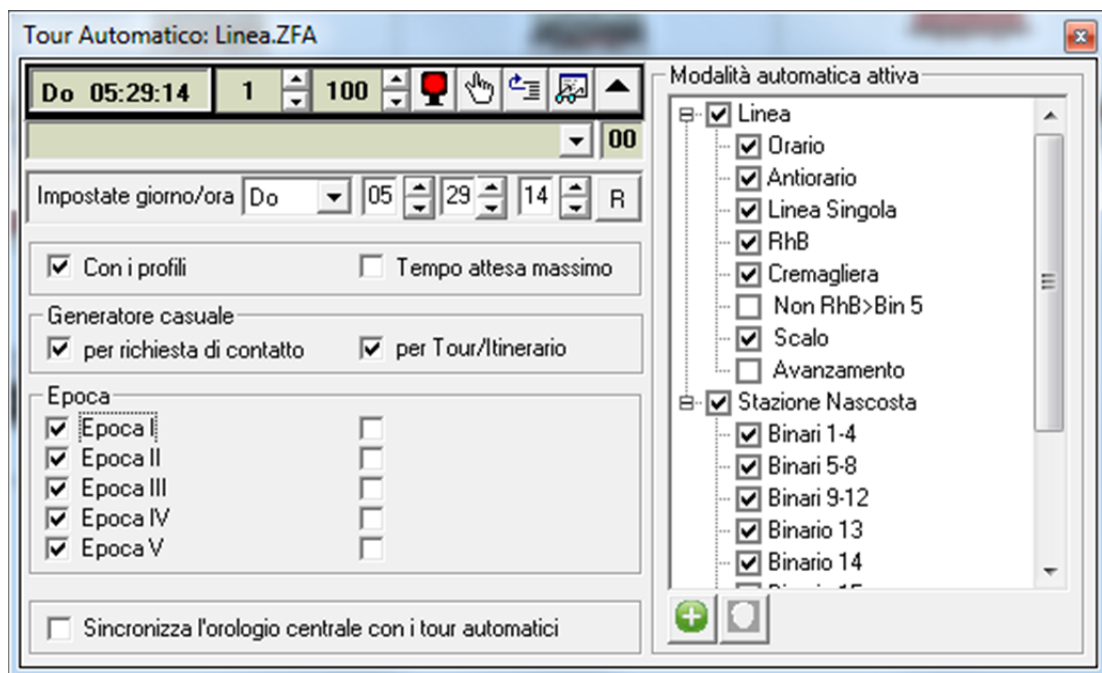 Tour Automatico: Linea.ZFA
Do 05:29:14 1 100
00
Impostate giorno/ora Do 05 29 14 R
Con i profili Tempo attesa massimo
Generatore casuale
per richiesta di contatto per Tour/Itinerario
Epoca
Epoca I
Epoca II
Epoca III
Epoca IV
Epoca V
Sincronizza l'orologio centrale con i tour automatici
Modalità automatica attiva
Linea
Orario
Antiorario
Linea Singola
RhB
Cremagliera
Non RhB>Bin 5
Scalo
Avanzamento
Stazione Nascosta
Binari 1-4
Binari 5-8
Binari 9-12
Binario 13
Binario 14